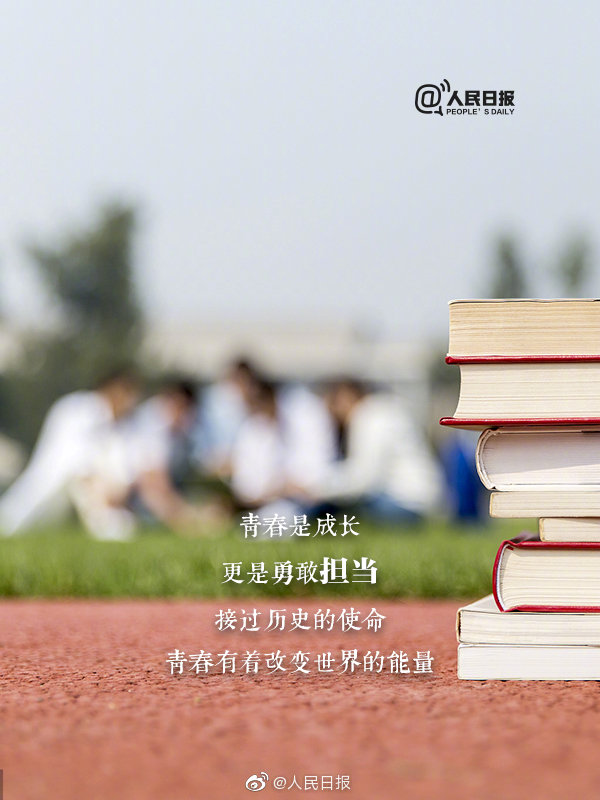 @人民日报
PEOPLE'S DAILY
青春是成长
更是勇敢担当
接过历史的使命
青春有着改变世界的能量
@人民日报